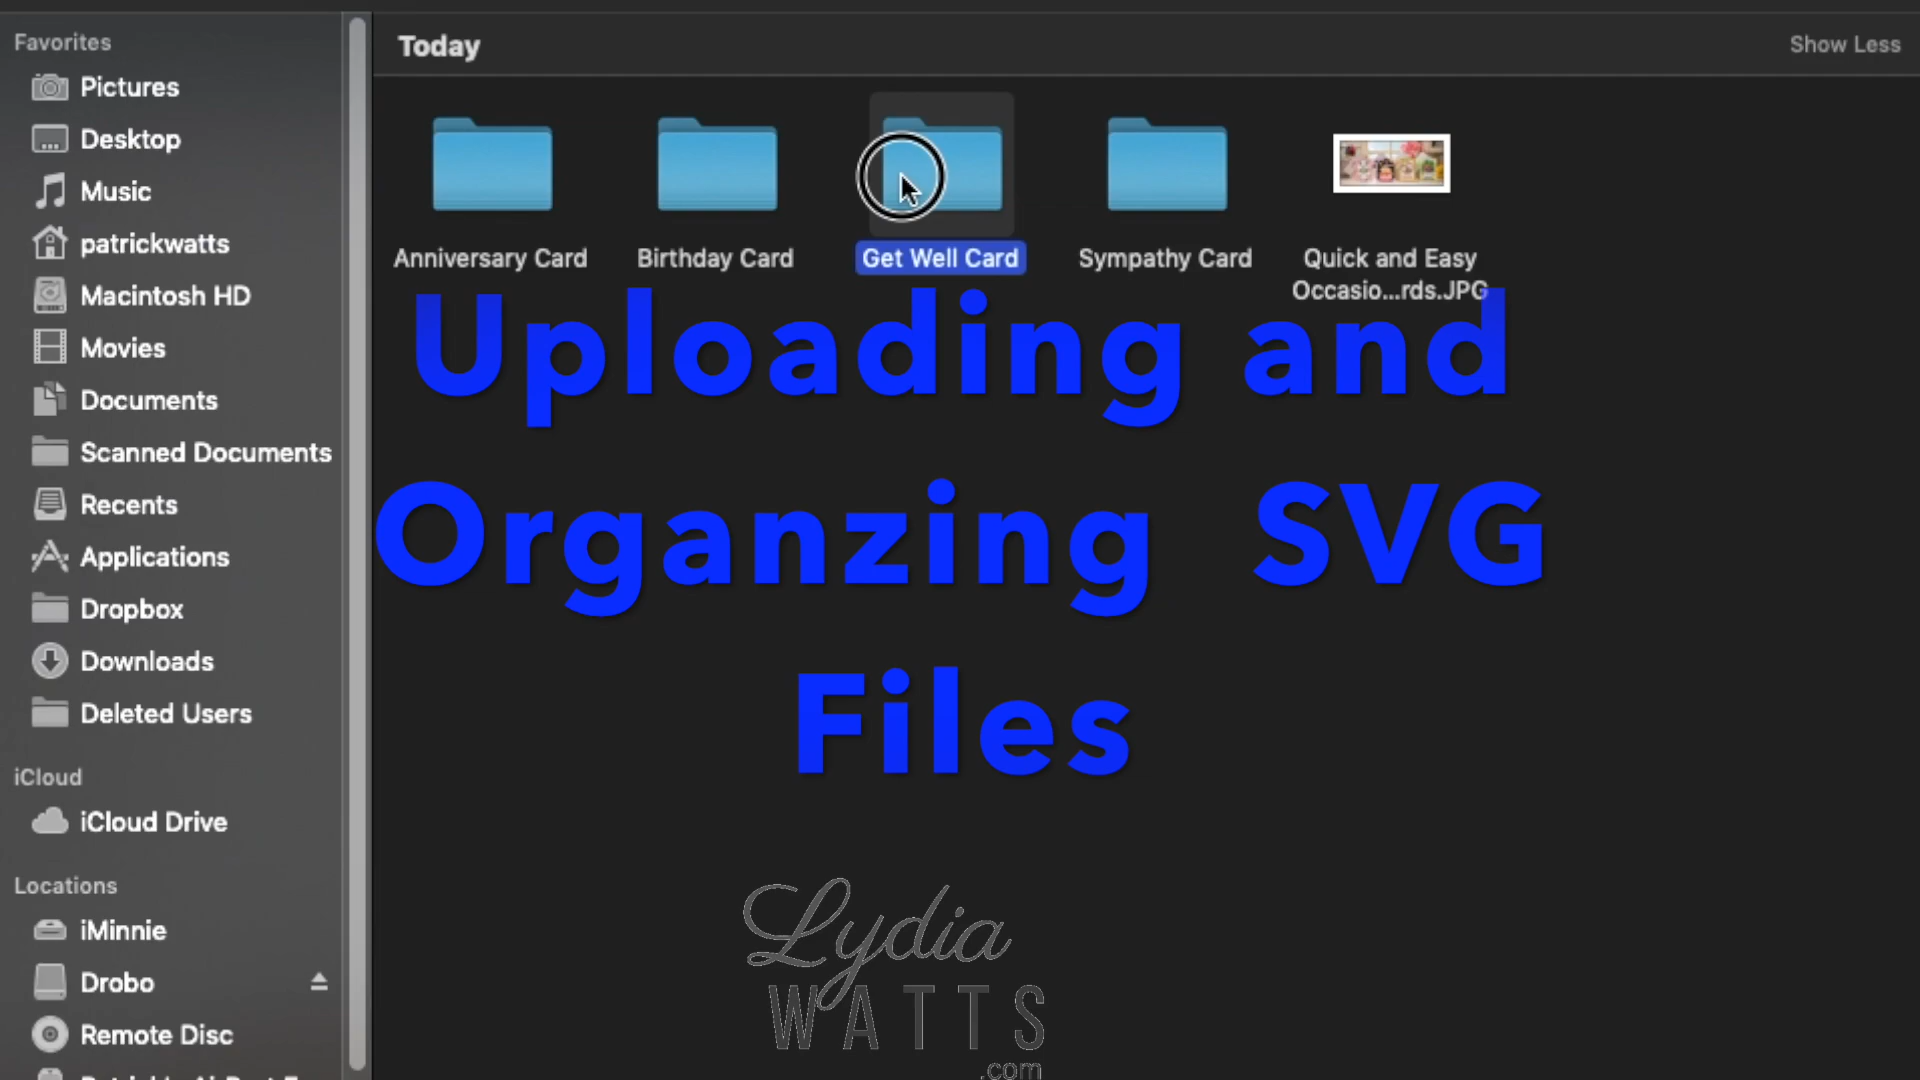 Favorites
Pictures
Desktop
Music
patrickwatts
Macintosh HD
Movies
Documents
Scanned Documents
Recents
Applications
Dropbox
Downloads
Deleted Users
iCloud
iCloud Drive
Locations
iMinnie
Drobo
Remote Disc
Today
Show Less
Anniversary Card
Birthday Card
Get Well Card
Sympathy Card
Quick and Easy
Occasio...rds.JPG
Uploading and
Organzing SVG
Files
Lydia
WATTS
.com